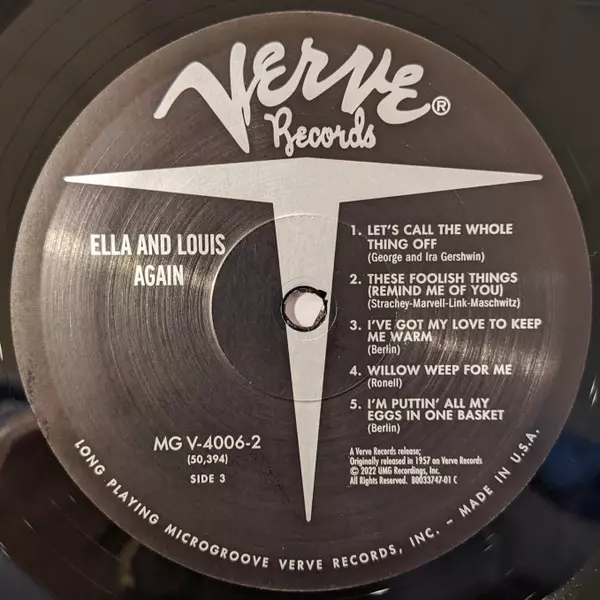 VERVE®
Records
ELLA AND LOUIS
AGAIN
1. LET'S CALL THE WHOLE
THING OFF
(George and Ira Gershwin)
2. THESE FOOLISH THINGS
(REMIND ME OF YOU)
(Strachey-Marvell-Link-Maschwitz)
3. I'VE GOT MY LOVE TO KEEP
ME WARM
(Berlin)
4. WILLOW WEEP FOR ME
(Ronell)
5. I'M PUTTIN' ALL MY
EGGS IN ONE BASKET
(Berlin)
MG V-4006-2
(50,394)
SIDE 3
A Verve Records release;
Originally released in 1957 on Verve Records
℗2022 UMG Recordings, Inc.
All Rights Reserved. B0033747-01 C
LONG PLAYING MICROGROOVE VERVE RECORDS, INC. – MADE IN U.S.A.